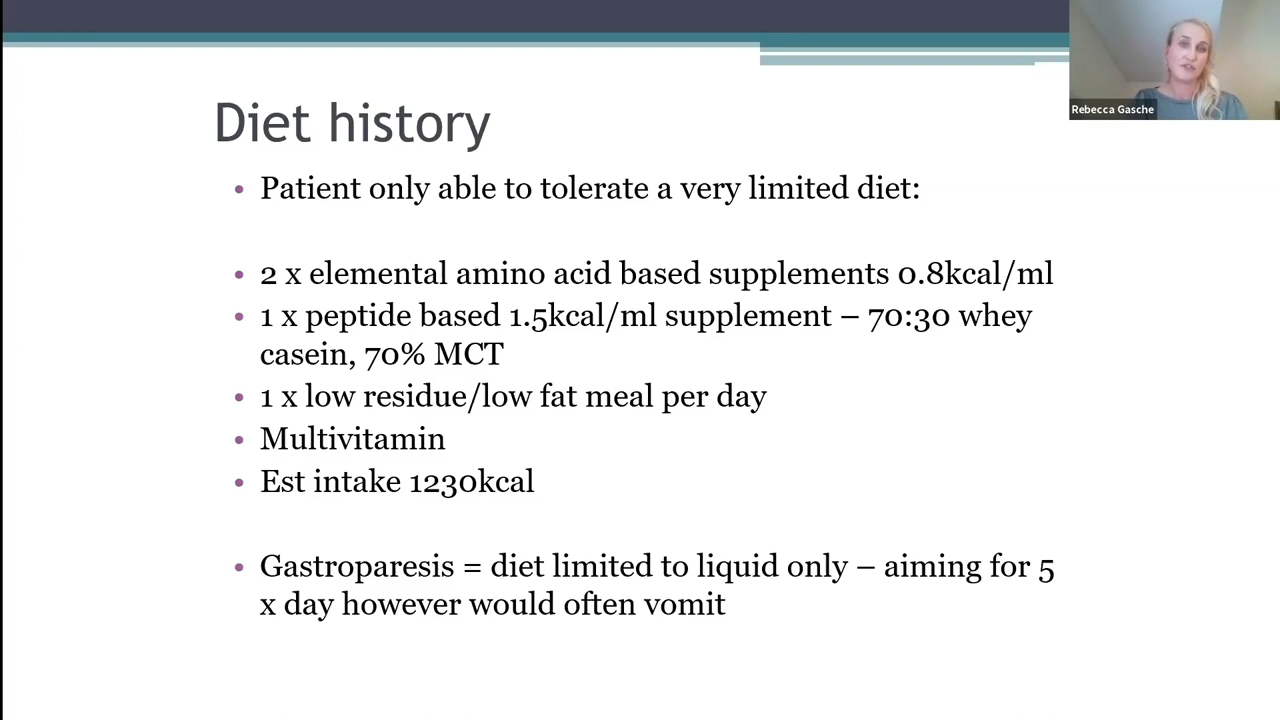 Rebecca Gasche
Diet history
• Patient only able to tolerate a very limited diet:
• 2 x elemental amino acid based supplements 0.8kcal/ml
• 1 x peptide based 1.5kcal/ml supplement – 70:30 whey
casein, 70% MCT
• 1 x low residue/low fat meal per day
• Multivitamin
• Est intake 1230kcal
• Gastroparesis = diet limited to liquid only – aiming for 5
x day however would often vomit